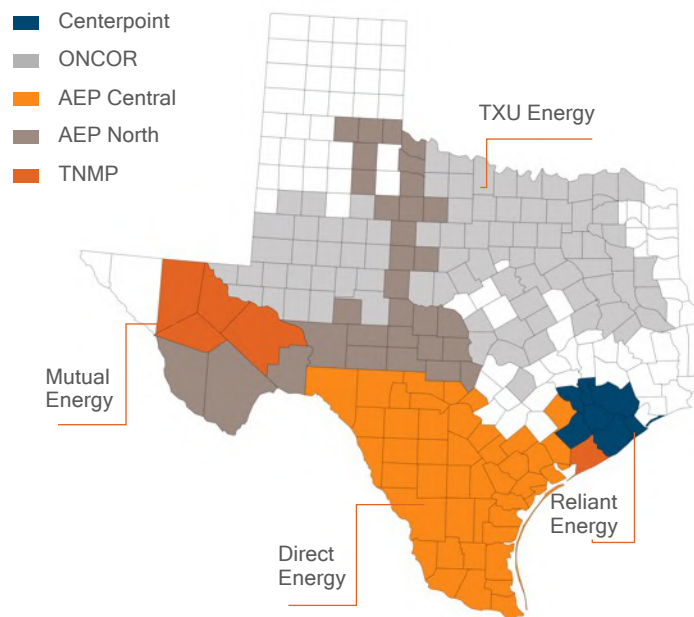 Centerpoint
ONCOR
AEP Central
AEP North
TNMP
TXU Energy
Mutual
Energy
Reliant
Energy
Direct
Energy